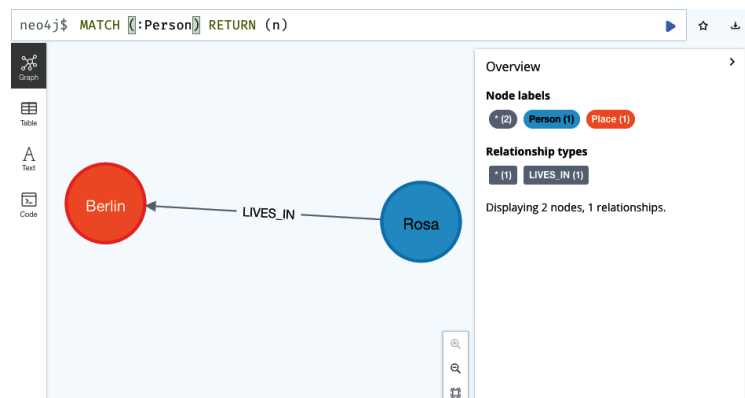 neo4j$ MATCH (:Person) RETURN (n)
Graph
Table
Text
Code
Berlin
LIVES_IN
Rosa
Overview
Node labels
* (2) Person (1) Place (1)
Relationship types
* (1) LIVES_IN (1)
Displaying 2 nodes, 1 relationships.